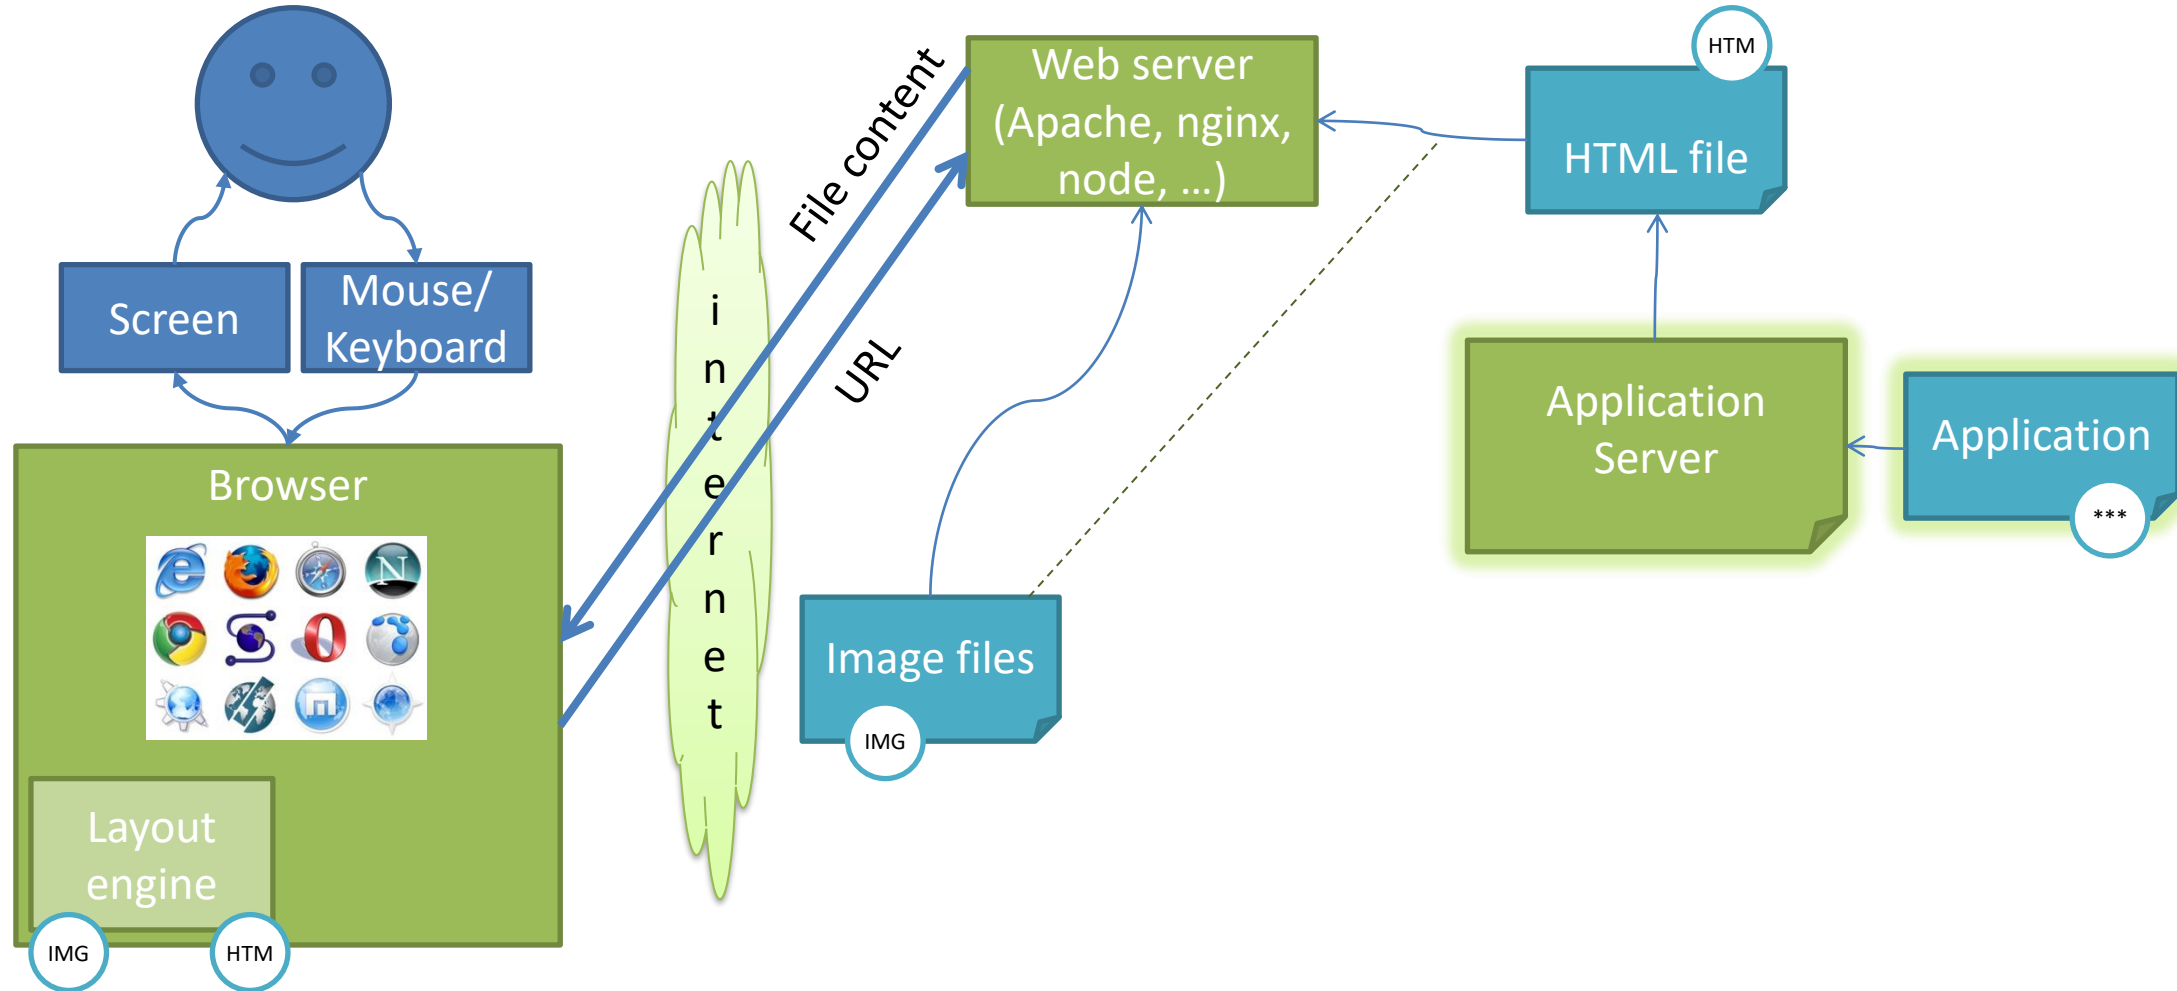 Screen
Mouse/
Keyboard
Browser
N
Layout
engine
IMG
HTM
i
n
t
e
r
n
e
t
File content
URL
Web server
(Apache, nginx,
node, ...)
Image files
IMG
HTM
HTML file
Application
Server
Application
***